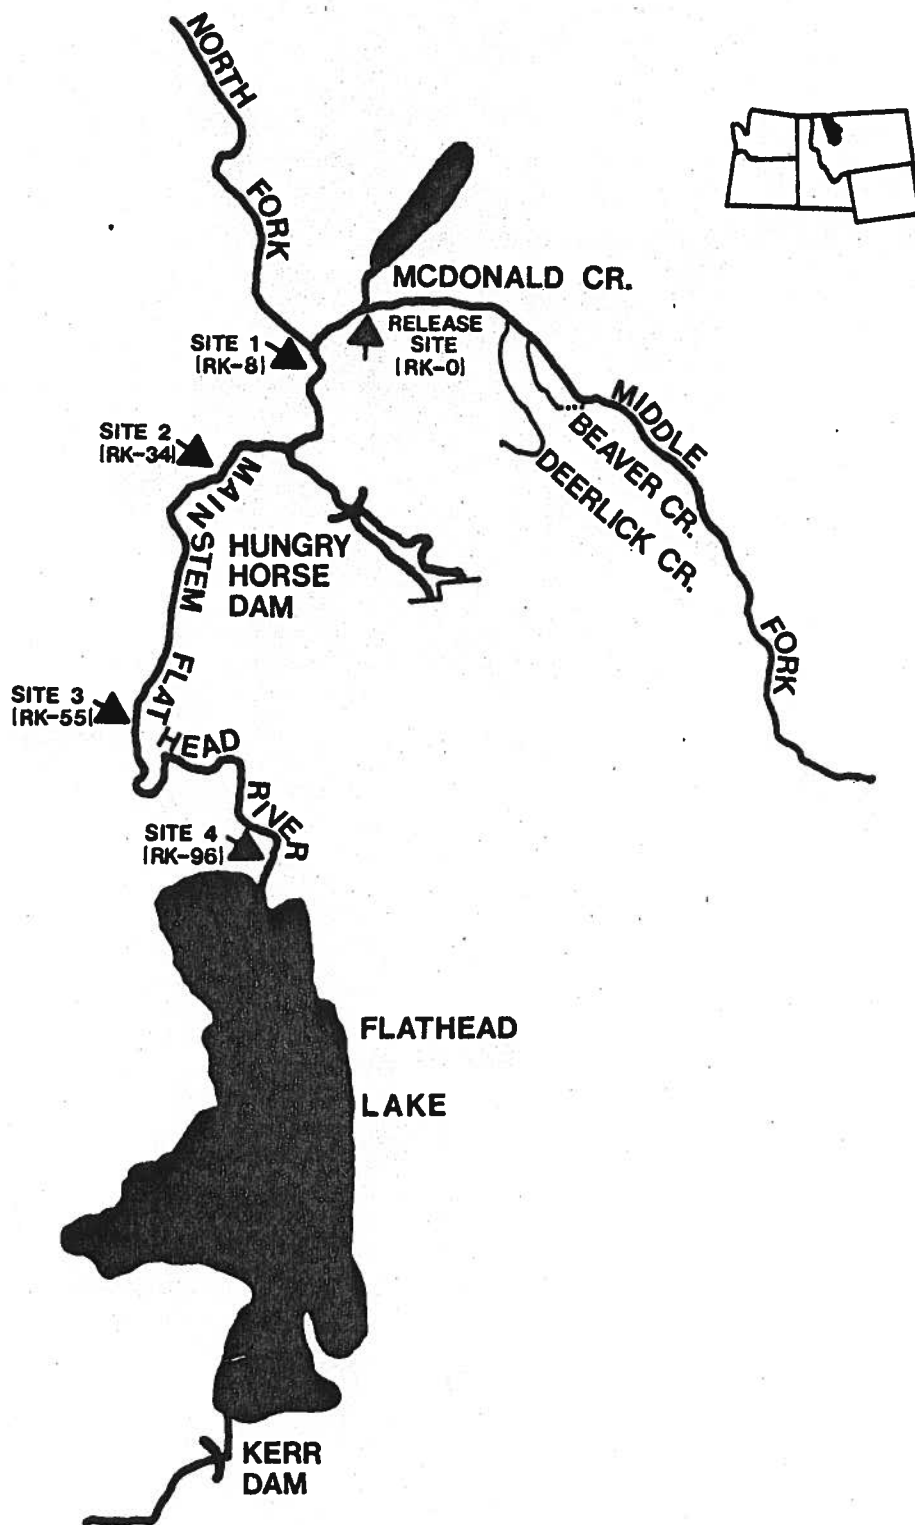 NORTH
FORK
MCDONALD CR.
RELEASE
SITE
(RK-0)
SITE 1
(RK-8)
MIDDLE
FORK
BEAVER CR.
DEERLICK CR.
SITE 2
(RK-34)
MAINSTEM
FLATHEAD
RIVER
HUNGRY
HORSE
DAM
SITE 3
(RK-55)
SITE 4
(RK-96)
FLATHEAD
LAKE
KERR
DAM